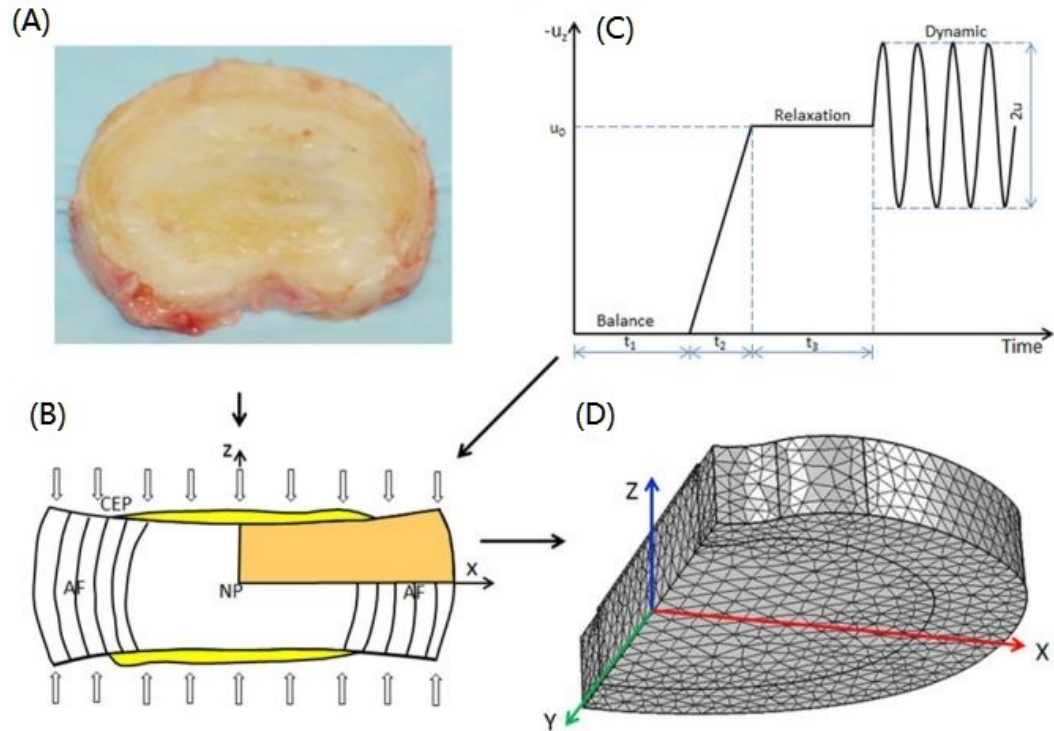 (A)
(C)
-u_z
Dynamic
u_0
Relaxation
2u
Balance
t_1
t_2
t_3
Time
(B)
z
CEP
AF
NP
AF
X
(D)
Z
X
Y